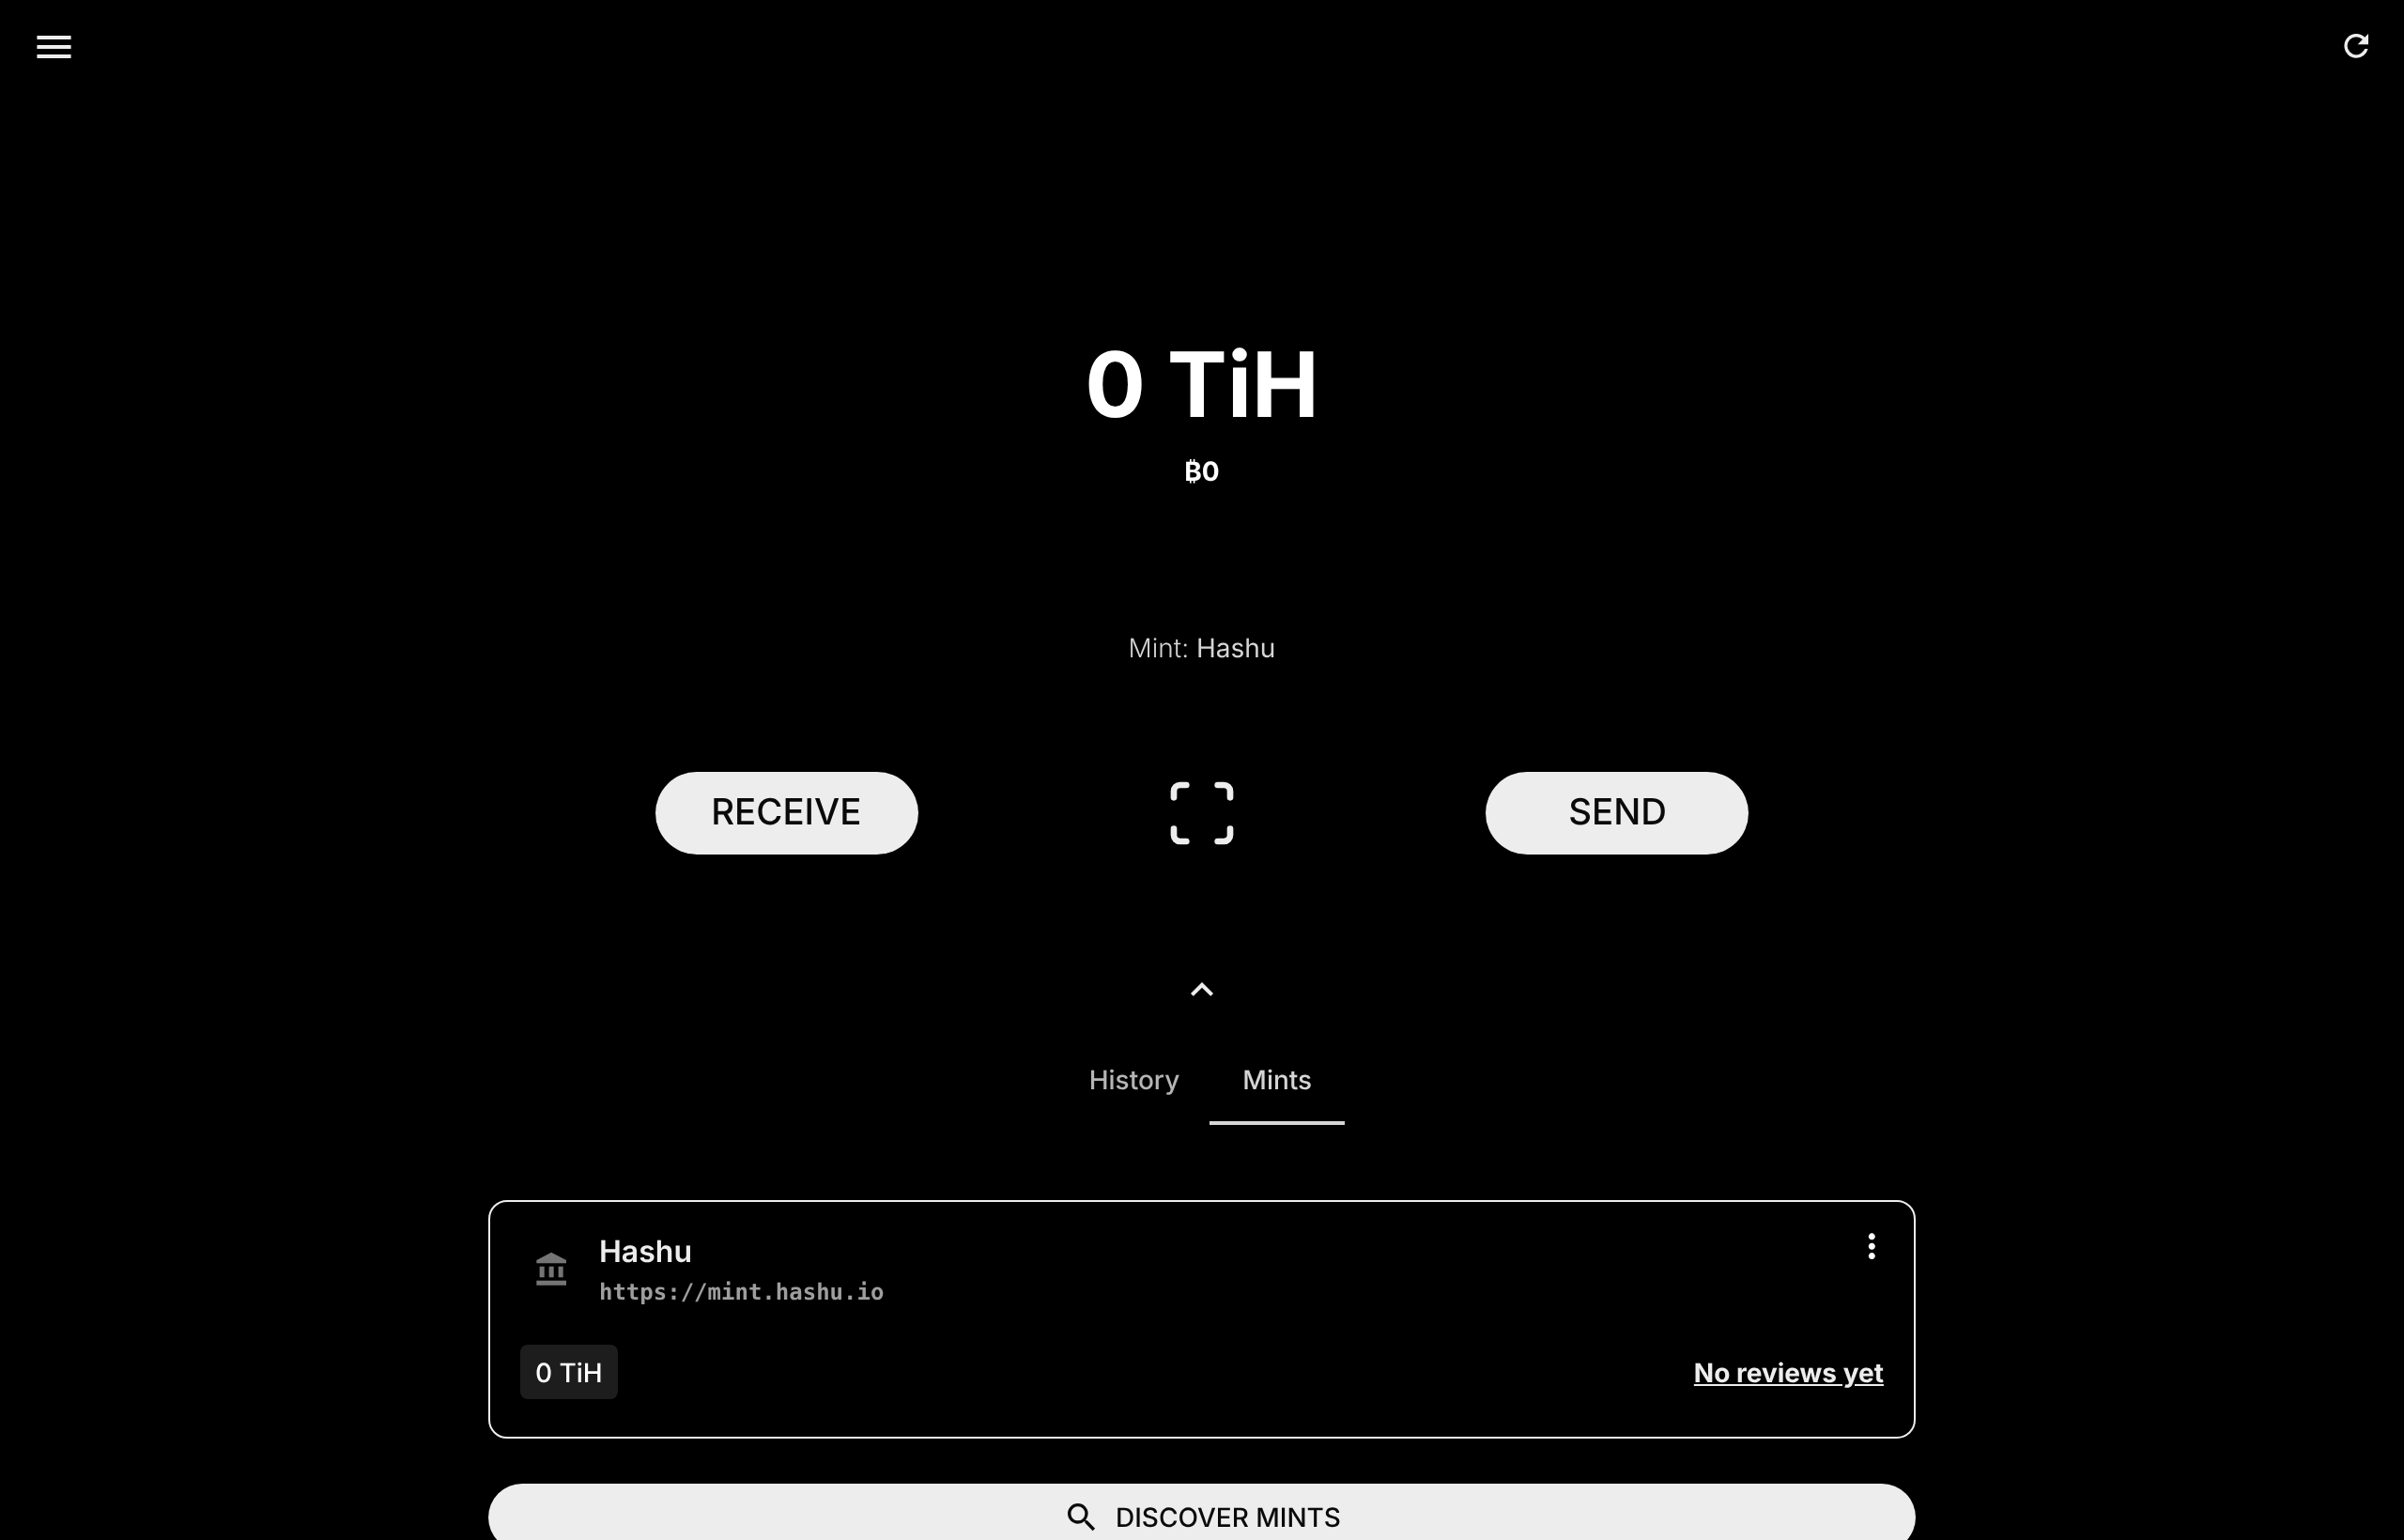 0 TiH
₿0
Mint: Hashu
RECEIVE
SEND
History
Mints
Hashu
https://mint.hashu.io
0 TiH
No reviews yet
DISCOVER MINTS